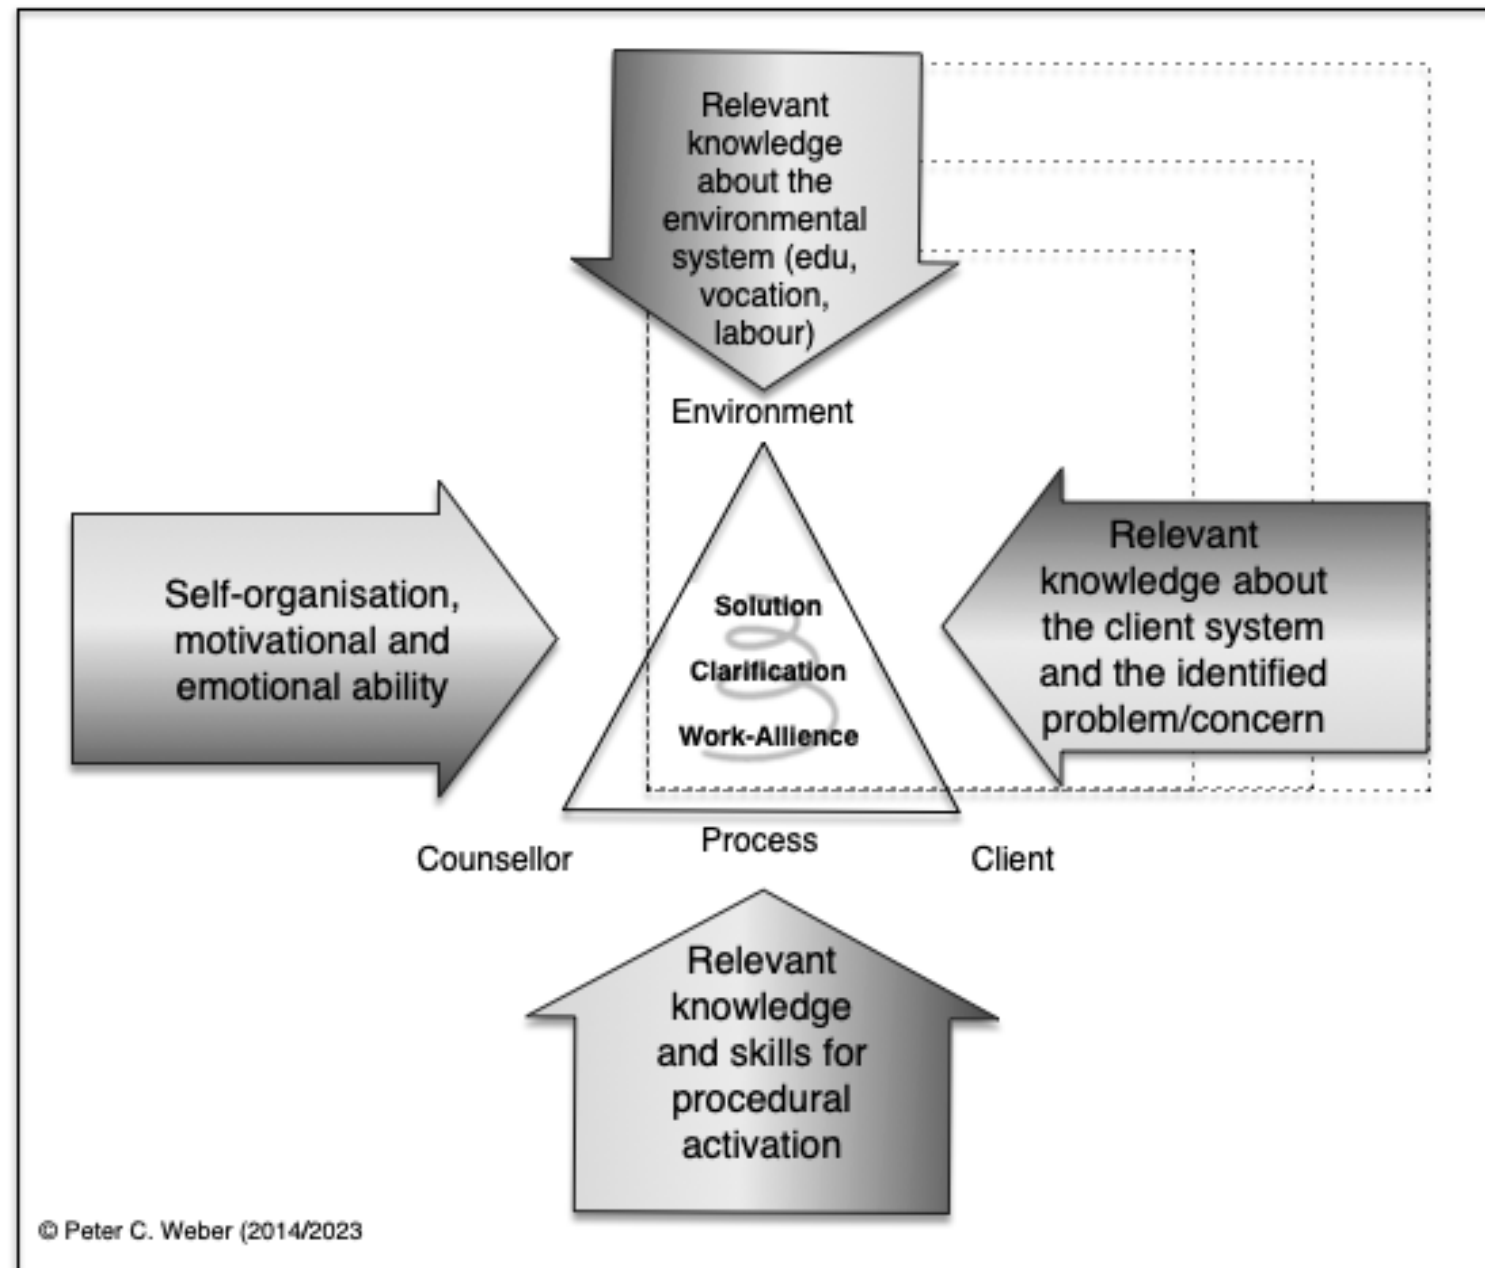 Relevant
knowledge
about the
environmental
system (edu,
vocation,
labour)
Environment
Self-organisation,
motivational and
emotional ability
Solution
Clarification
Work-Allience
Relevant
knowledge about
the client system
and the identified
problem/concern
Counsellor
Process
Client
Relevant
knowledge
and skills for
procedural
activation
© Peter C. Weber (2014/2023